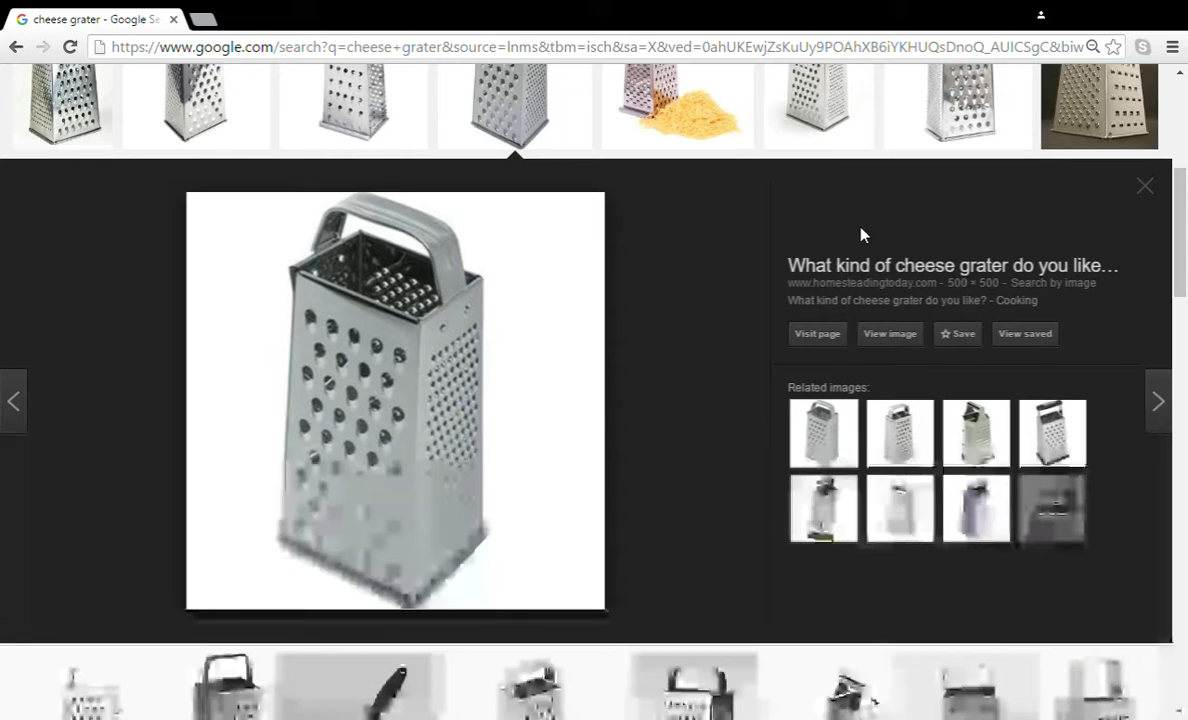 cheese grater - Google Se
https://www.google.com/search?q=cheese+grater&source=lnms&tbm=isch&sa=X&ved=0ahUKEwjZsKuUy9POAhXB6iYKHUQsDnoQ_AUICSgC&biw
What kind of cheese grater do you like...
www.homesteadingtoday.com - 500 × 500 - Search by image
What kind of cheese grater do you like? - Cooking
Visit page View image Save View saved
Related images: